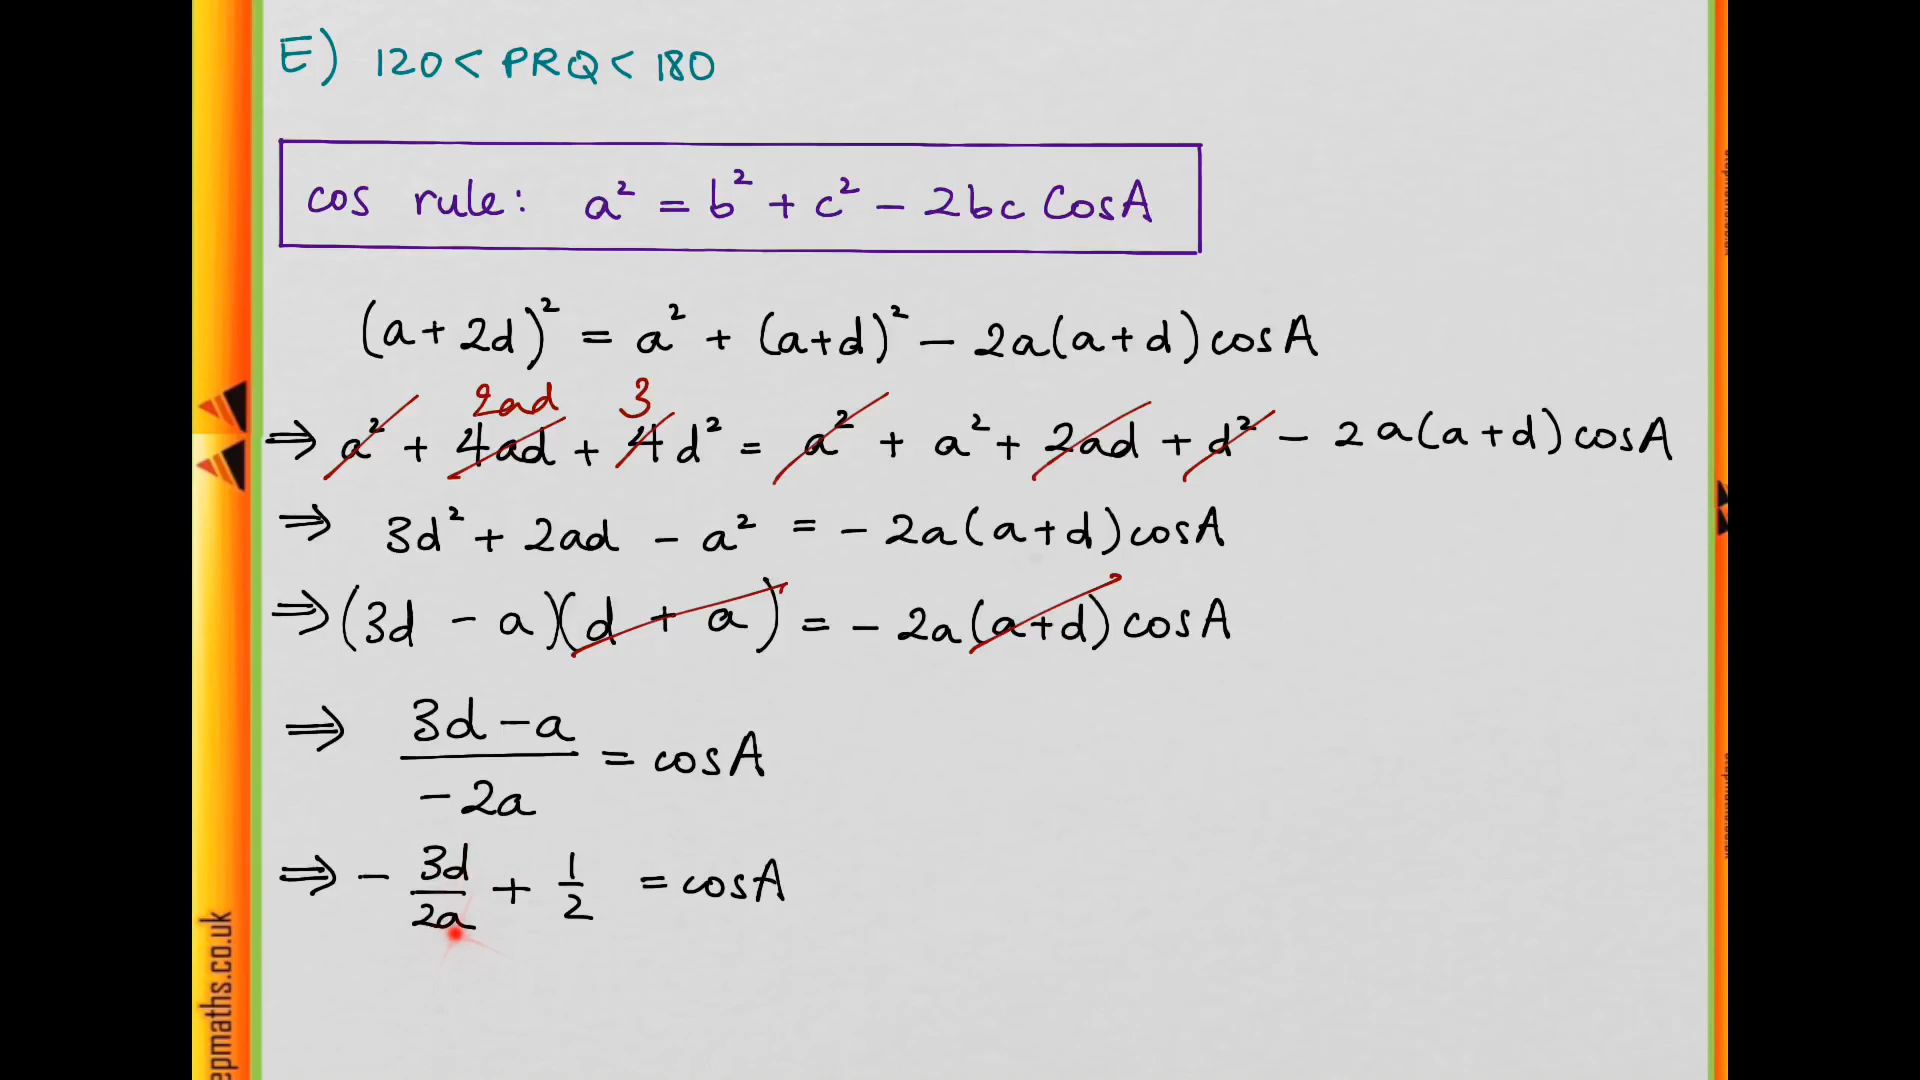 E) 120 < PRQ < 180
cos rule: a² = b² + c² - 2bc CosA
(a + 2d)² = a² + (a+d)² - 2a(a+d) cosA
2ad 3
⇒ a² + 4ad + 4d² = a² + a² + 2ad + d² - 2a(a+d) cosA
⇒ 3d² + 2ad - a² = - 2a(a+d) cosA
⇒ (3d - a)(d + a) = - 2a(a+d) cosA
⇒ 3d - a / -2a = cosA
⇒ - 3d/2a + 1/2 = cosA
epmaths.co.uk